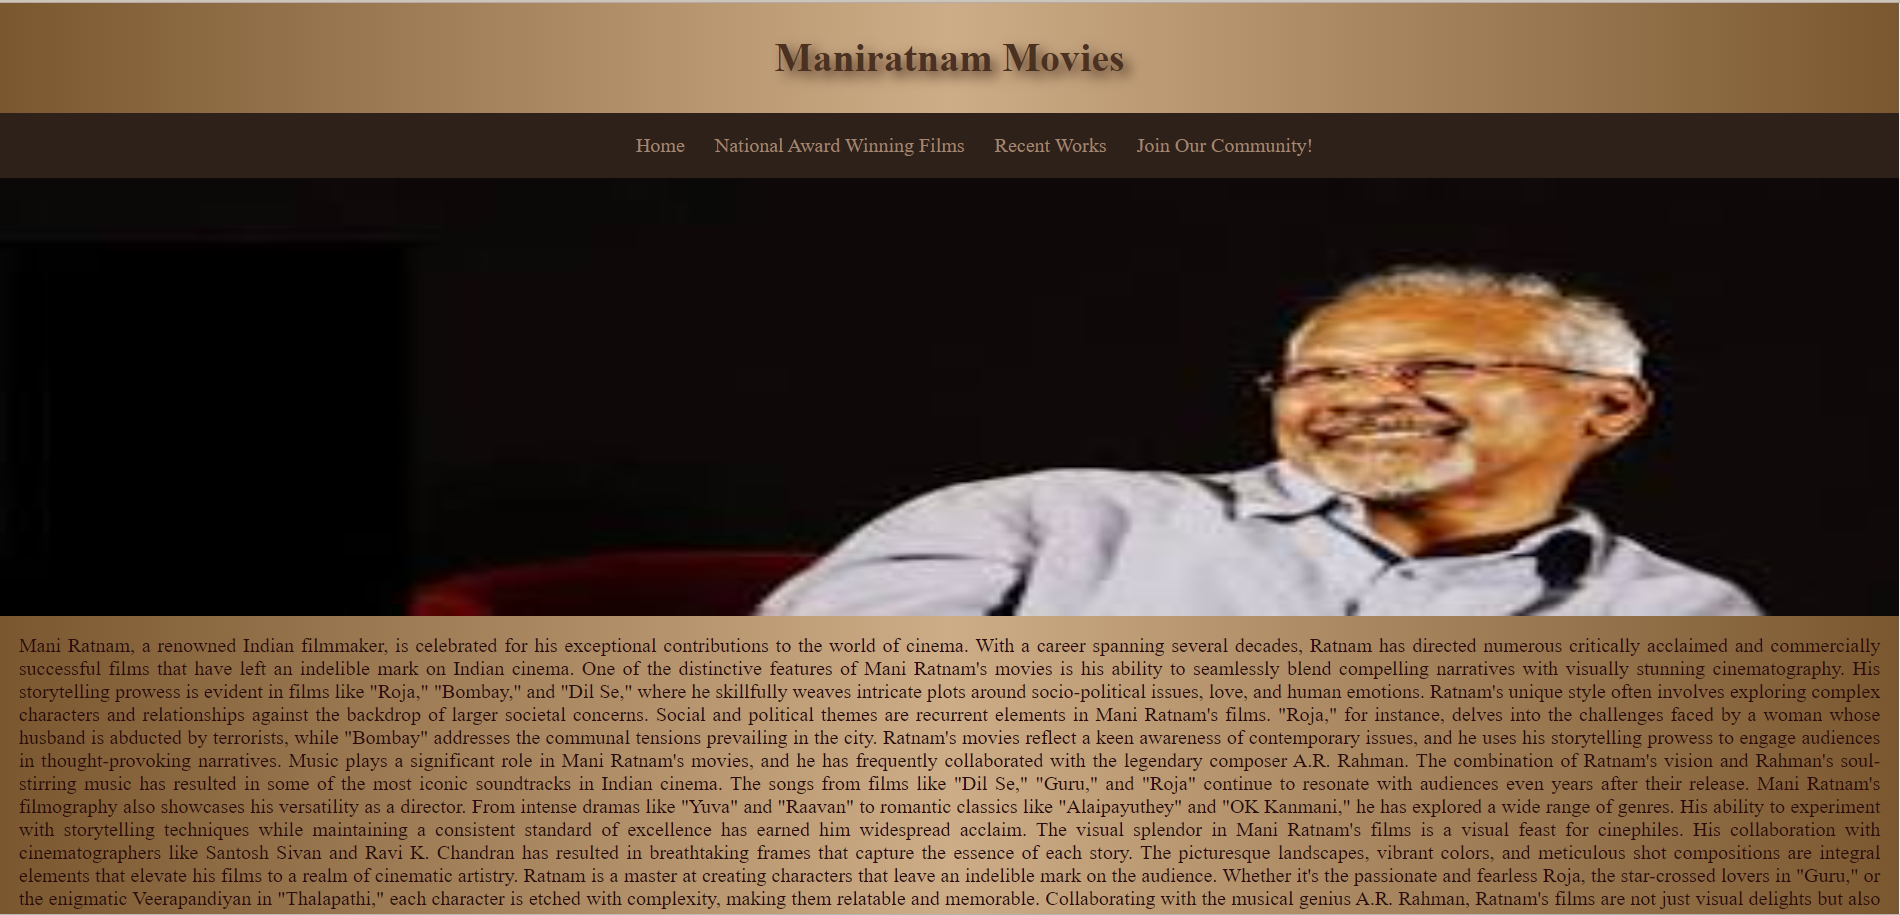 Maniratnam Movies
Home National Award Winning Films Recent Works Join Our Community!
Mani Ratnam, a renowned Indian filmmaker, is celebrated for his exceptional contributions to the world of cinema. With a career spanning several decades, Ratnam has directed numerous critically acclaimed and commercially
successful films that have left an indelible mark on Indian cinema. One of the distinctive features of Mani Ratnam's movies is his ability to seamlessly blend compelling narratives with visually stunning cinematography. His
storytelling prowess is evident in films like "Roja," "Bombay," and "Dil Se," where he skillfully weaves intricate plots around socio-political issues, love, and human emotions. Ratnam's unique style often involves exploring complex
characters and relationships against the backdrop of larger societal concerns. Social and political themes are recurrent elements in Mani Ratnam's films. "Roja," for instance, delves into the challenges faced by a woman whose
husband is abducted by terrorists, while "Bombay" addresses the communal tensions prevailing in the city. Ratnam's movies reflect a keen awareness of contemporary issues, and he uses his storytelling prowess to engage audiences
in thought-provoking narratives. Music plays a significant role in Mani Ratnam's movies, and he has frequently collaborated with the legendary composer A.R. Rahman. The combination of Ratnam's vision and Rahman's soul-
stirring music has resulted in some of the most iconic soundtracks in Indian cinema. The songs from films like "Dil Se," "Guru," and "Roja" continue to resonate with audiences even years after their release. Mani Ratnam's
filmography also showcases his versatility as a director. From intense dramas like "Yuva" and "Raavan" to romantic classics like "Alaipayuthey" and "OK Kanmani," he has explored a wide range of genres. His ability to experiment
with storytelling techniques while maintaining a consistent standard of excellence has earned him widespread acclaim. The visual splendor in Mani Ratnam's films is a visual feast for cinephiles. His collaboration with
cinematographers like Santosh Sivan and Ravi K. Chandran has resulted in breathtaking frames that capture the essence of each story. The picturesque landscapes, vibrant colors, and meticulous shot compositions are integral
elements that elevate his films to a realm of cinematic artistry. Ratnam is a master at creating characters that leave an indelible mark on the audience. Whether it's the passionate and fearless Roja, the star-crossed lovers in "Guru," or
the enigmatic Veerapandiyan in "Thalapathi," each character is etched with complexity, making them relatable and memorable. Collaborating with the musical genius A.R. Rahman, Ratnam's films are not just visual delights but also